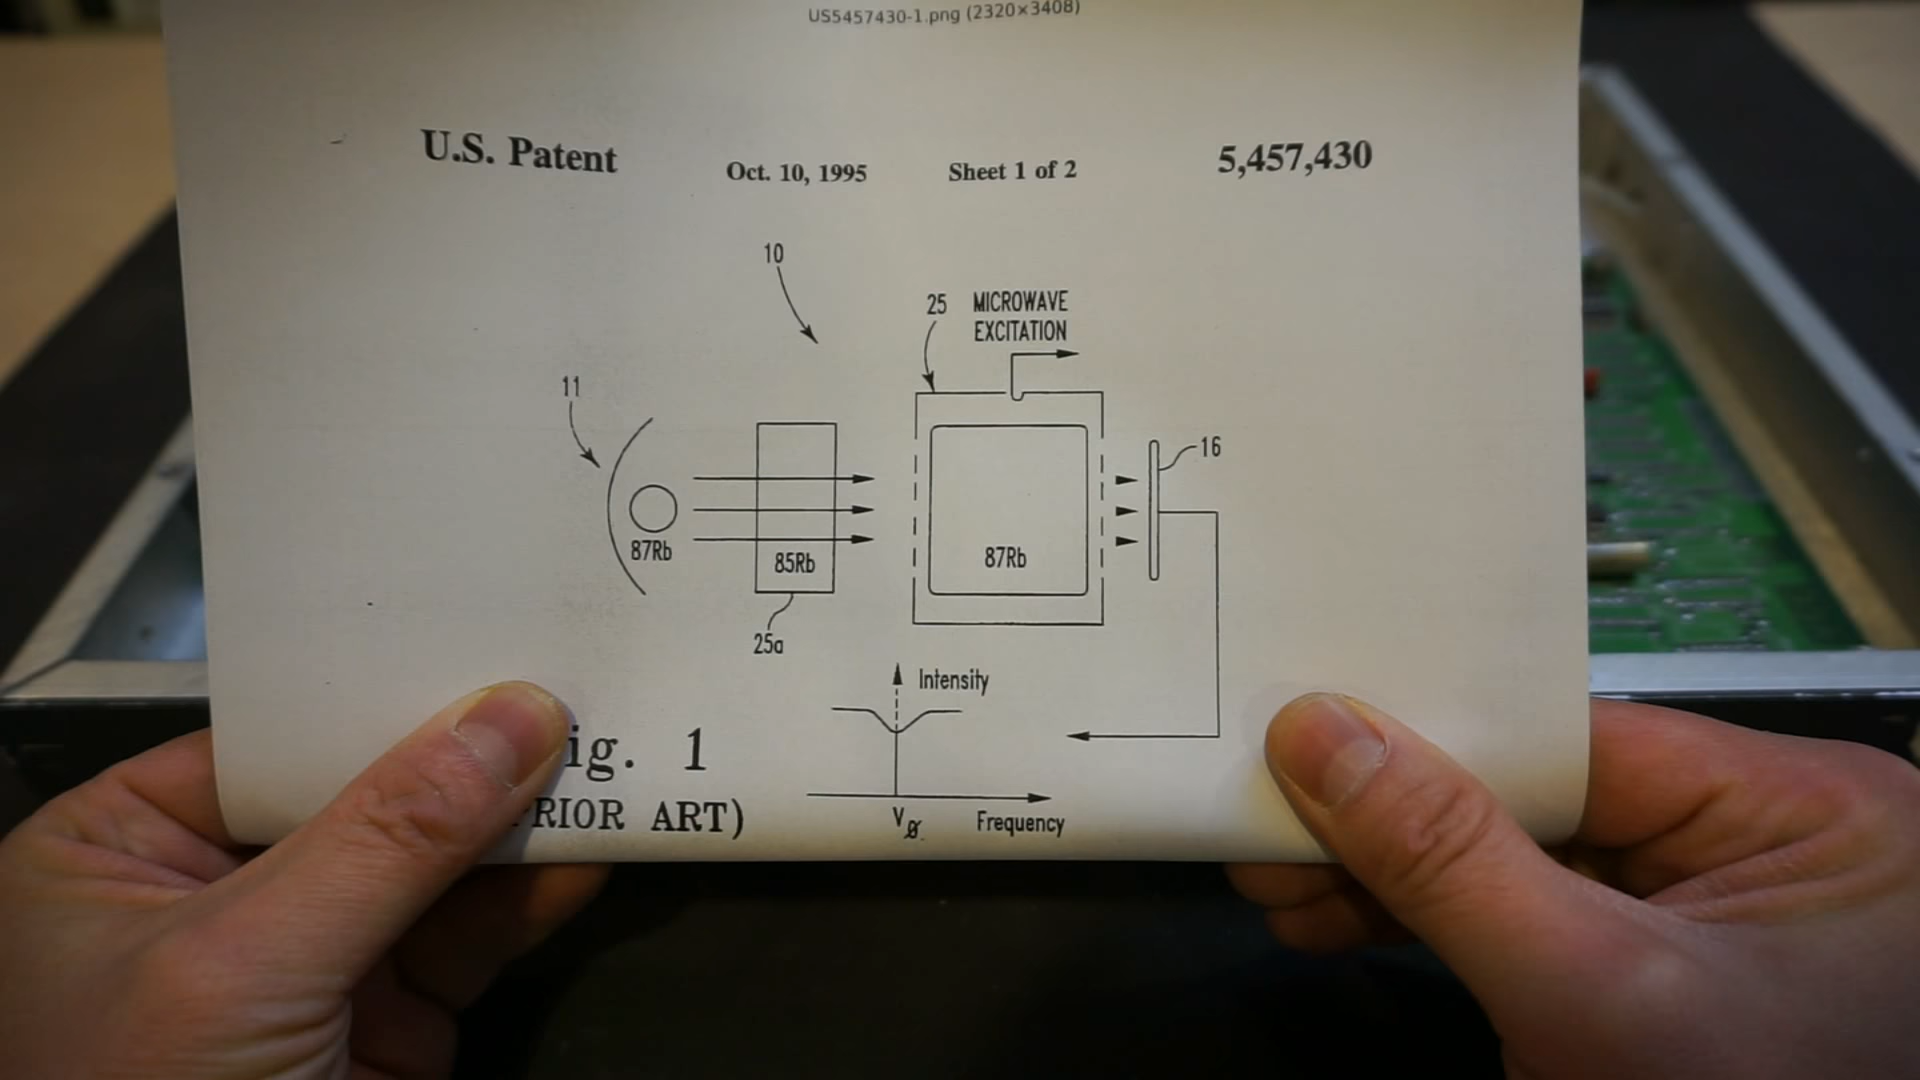 US5457430-1.png (2320×3408)
U.S. Patent Oct. 10, 1995 Sheet 1 of 2 5,457,430
10
25 MICROWAVE
EXCITATION
11
16
87Rb
85Rb
87Rb
25a
Intensity
ig. 1
RIOR ART)
Vø Frequency